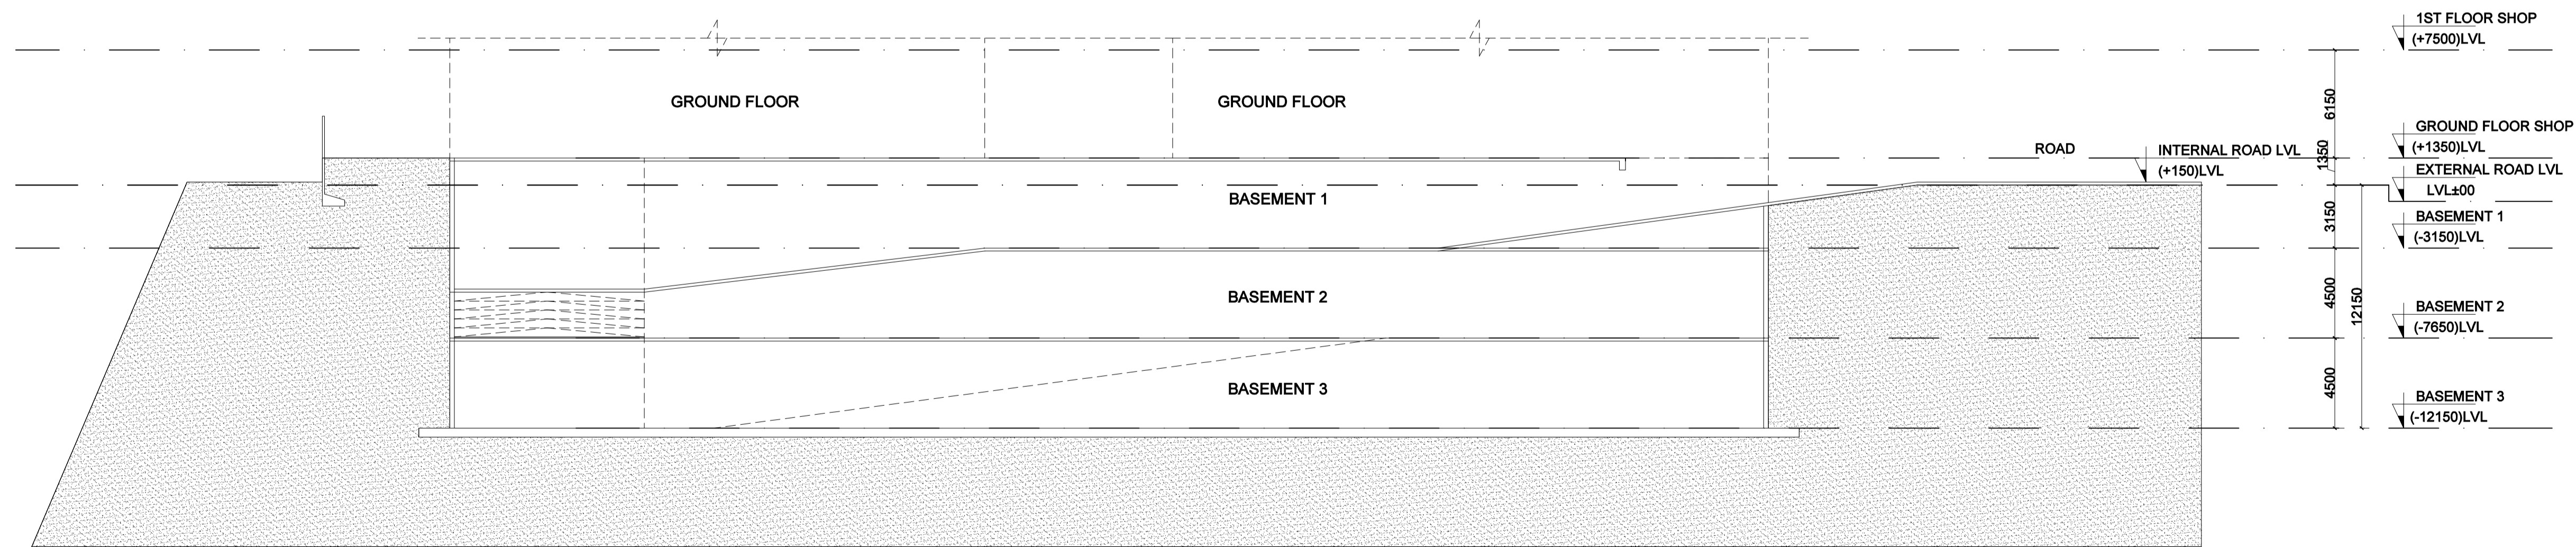 1ST FLOOR SHOP
(+7500)LVL
GROUND FLOOR
GROUND FLOOR
6150
GROUND FLOOR SHOP
(+1350)LVL
ROAD
INTERNAL ROAD LVL
(+150)LVL
1350
EXTERNAL ROAD LVL
LVL±00
BASEMENT 1
3150
BASEMENT 1
(-3150)LVL
BASEMENT 2
4500
12150
BASEMENT 2
(-7650)LVL
BASEMENT 3
4500
BASEMENT 3
(-12150)LVL